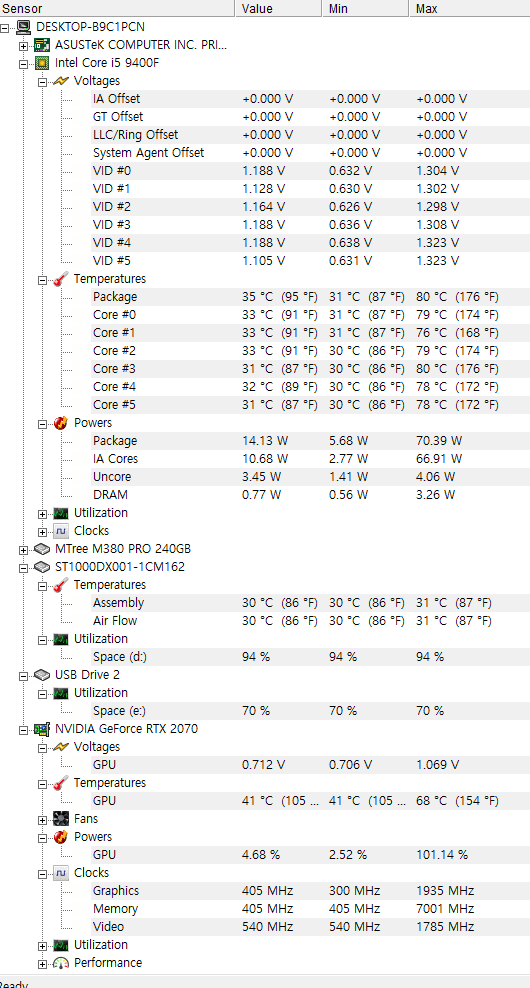 Sensor Value Min Max
DESKTOP-B9C1PCN
ASUSTeK COMPUTER INC. PRI...
Intel Core i5 9400F
Voltages
IA Offset +0.000 V +0.000 V +0.000 V
GT Offset +0.000 V +0.000 V +0.000 V
LLC/Ring Offset +0.000 V +0.000 V +0.000 V
System Agent Offset +0.000 V +0.000 V +0.000 V
VID #0 1.188 V 0.632 V 1.304 V
VID #1 1.128 V 0.630 V 1.302 V
VID #2 1.164 V 0.626 V 1.298 V
VID #3 1.188 V 0.636 V 1.308 V
VID #4 1.188 V 0.638 V 1.323 V
VID #5 1.105 V 0.631 V 1.323 V
Temperatures
Package 35 °C (95 °F) 31 °C (87 °F) 80 °C (176 °F)
Core #0 33 °C (91 °F) 31 °C (87 °F) 79 °C (174 °F)
Core #1 33 °C (91 °F) 31 °C (87 °F) 76 °C (168 °F)
Core #2 33 °C (91 °F) 30 °C (86 °F) 79 °C (174 °F)
Core #3 31 °C (87 °F) 30 °C (86 °F) 80 °C (176 °F)
Core #4 32 °C (89 °F) 30 °C (86 °F) 78 °C (172 °F)
Core #5 31 °C (87 °F) 30 °C (86 °F) 78 °C (172 °F)
Powers
Package 14.13 W 5.68 W 70.39 W
IA Cores 10.68 W 2.77 W 66.91 W
Uncore 3.45 W 1.41 W 4.06 W
DRAM 0.77 W 0.56 W 3.26 W
Utilization
Clocks
MTree M380 PRO 240GB
ST1000DX001-1CM162
Temperatures
Assembly 30 °C (86 °F) 30 °C (86 °F) 31 °C (87 °F)
Air Flow 30 °C (86 °F) 30 °C (86 °F) 31 °C (87 °F)
Utilization
Space (d:) 94 % 94 % 94 %
USB Drive 2
Utilization
Space (e:) 70 % 70 % 70 %
NVIDIA GeForce RTX 2070
Voltages
GPU 0.712 V 0.706 V 1.069 V
Temperatures
GPU 41 °C (105 ... 41 °C (105 ... 68 °C (154 °F)
Fans
Powers
GPU 4.68 % 2.52 % 101.14 %
Clocks
Graphics 405 MHz 300 MHz 1935 MHz
Memory 405 MHz 405 MHz 7001 MHz
Video 540 MHz 540 MHz 1785 MHz
Utilization
Performance
Ready